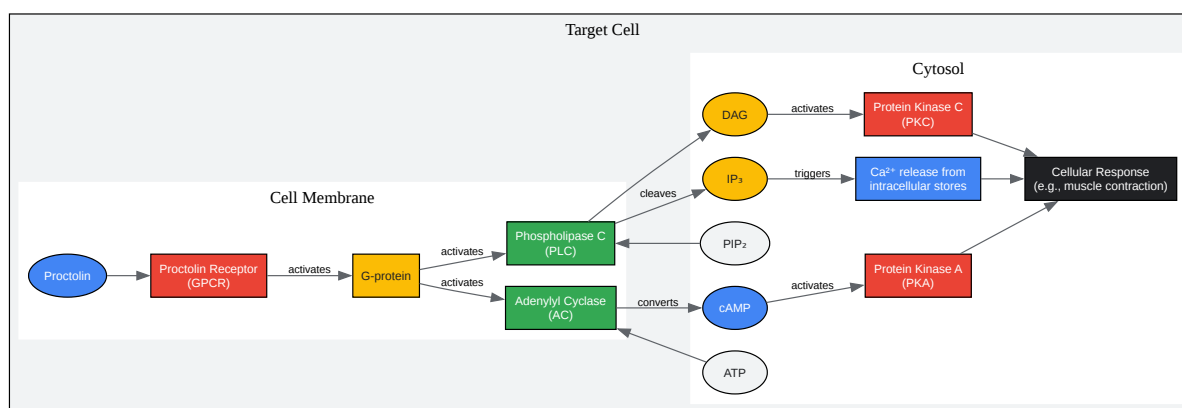 Target Cell
Cytosol
DAG
activates
Protein Kinase C
(PKC)
IP₃
triggers
Ca²⁺ release from
intracellular stores
Cellular Response
(e.g., muscle contraction)
cleaves
Cell Membrane
Phospholipase C
(PLC)
PIP₂
activates
Proctolin
Proctolin Receptor
(GPCR)
activates
G-protein
activates
Adenylyl Cyclase
(AC)
converts
cAMP
activates
Protein Kinase A
(PKA)
ATP